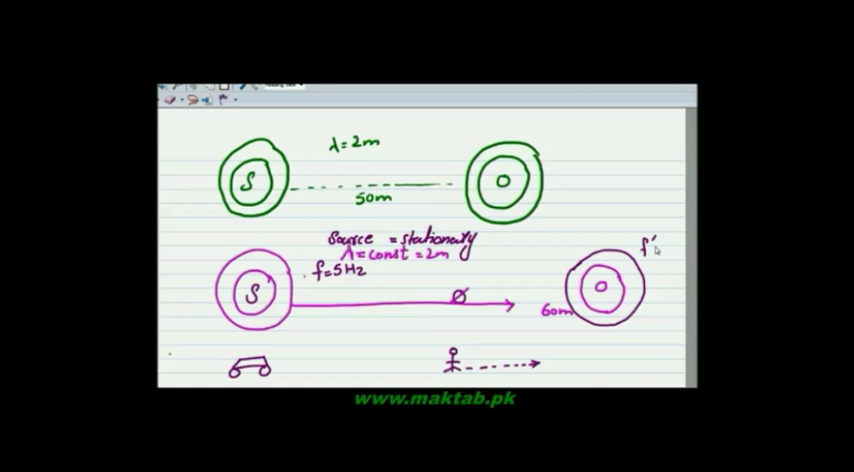 λ=2m
S
O
50m
Source = stationary
λ=const=2m
f'
f=5Hz
S
O
60m
www.maktab.pk